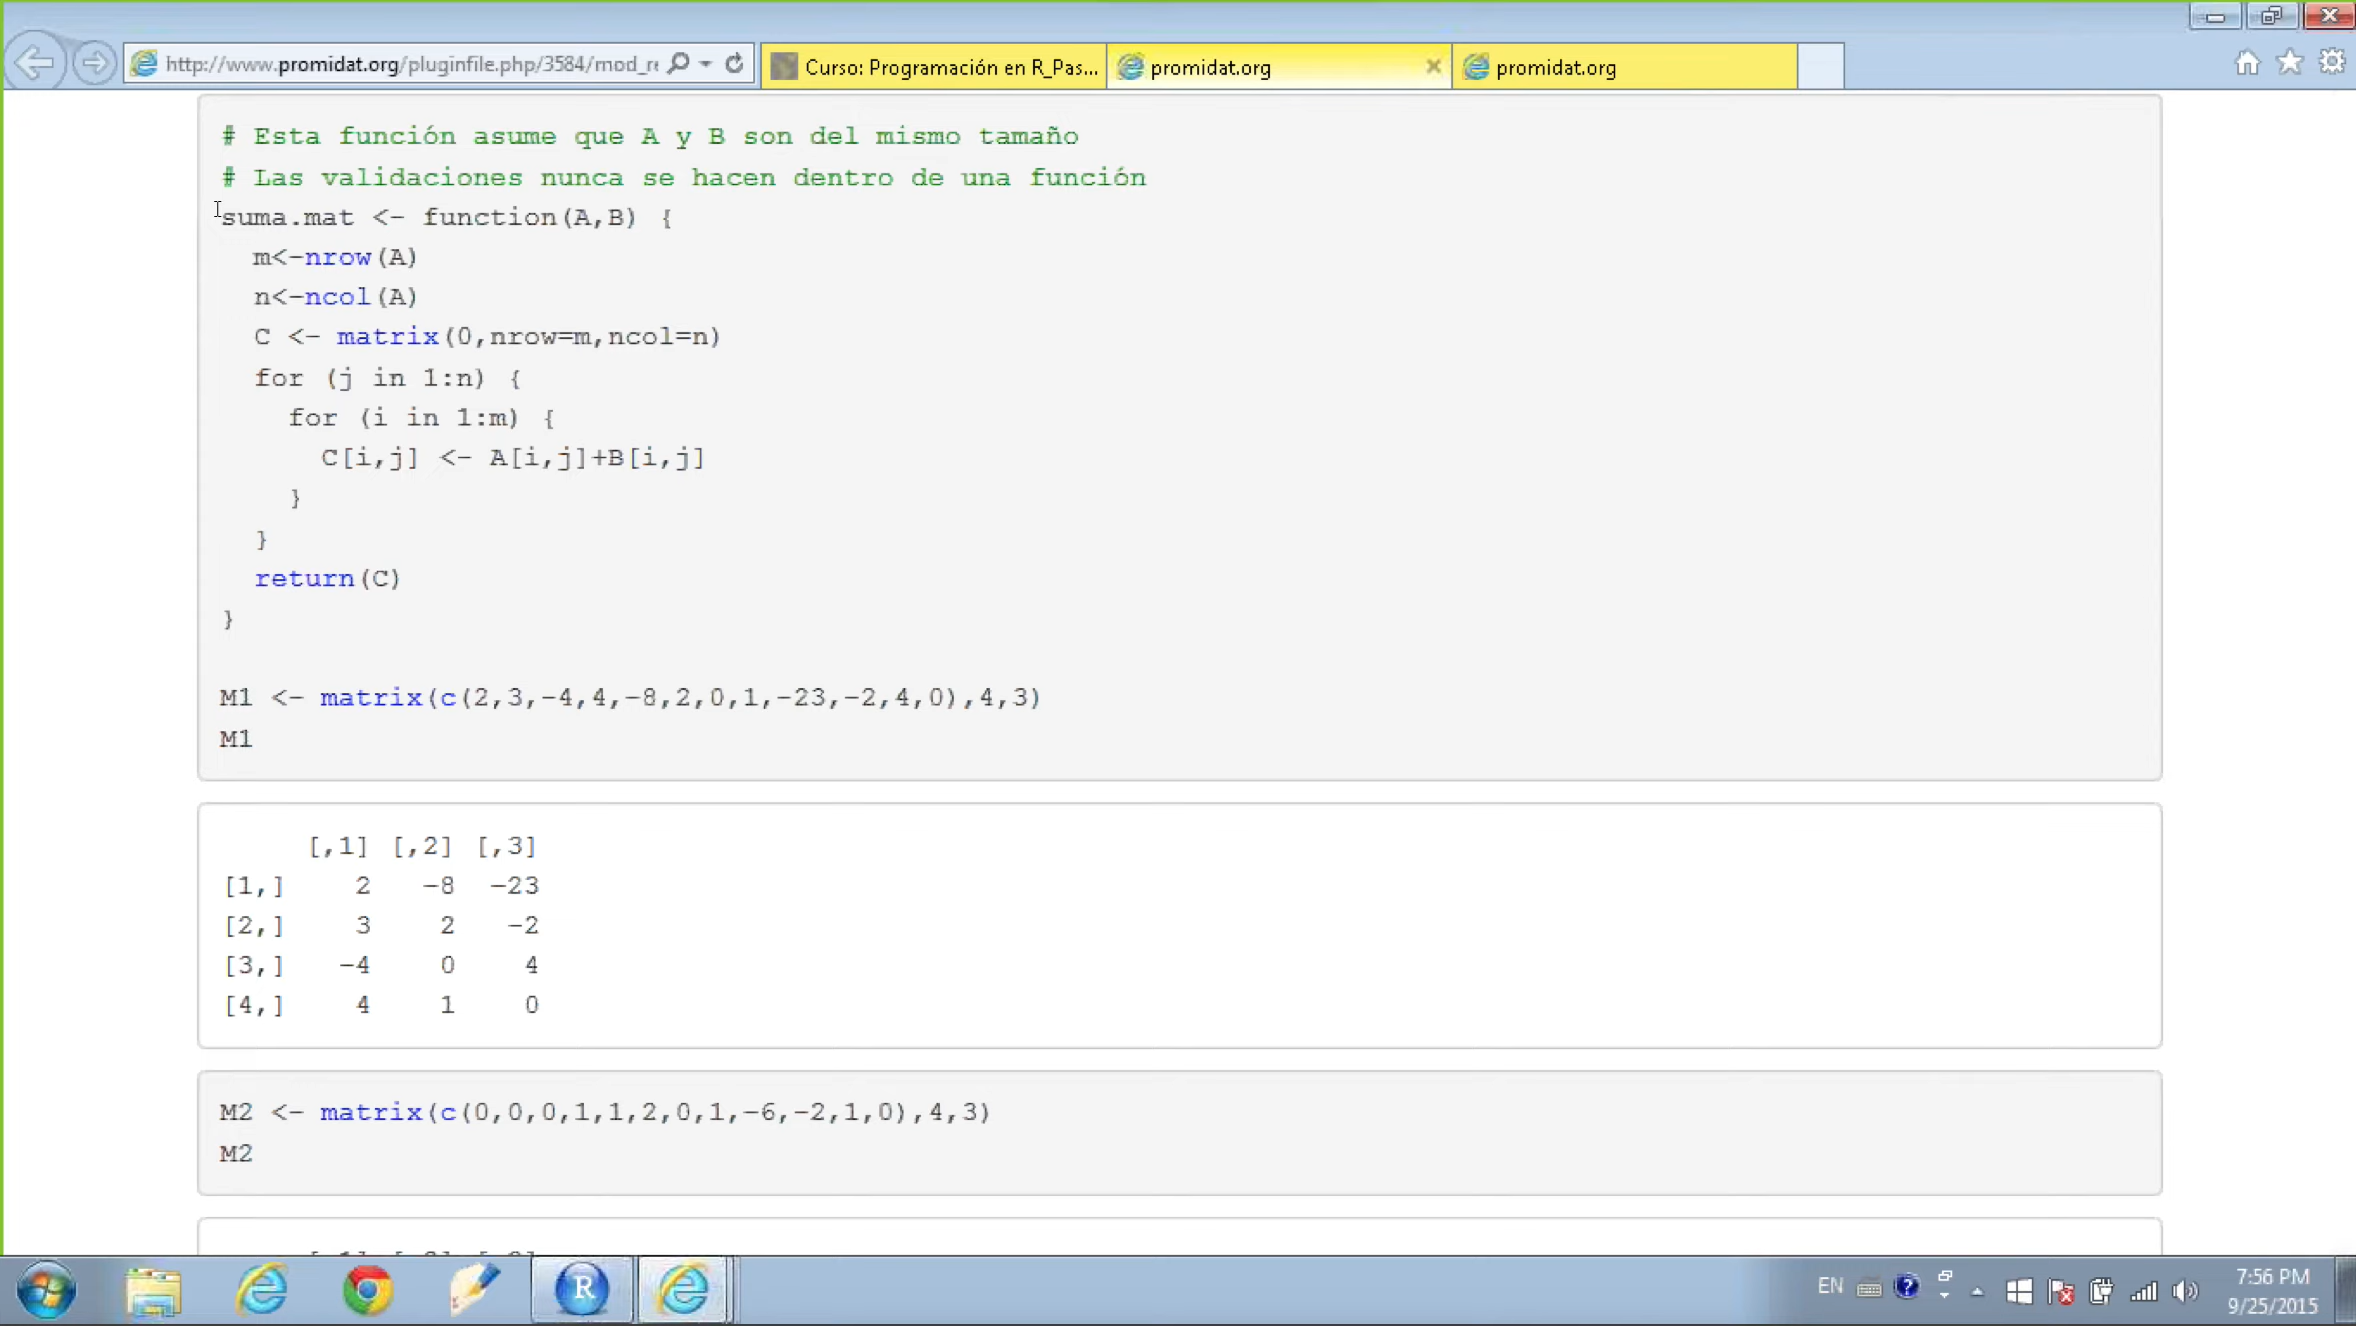 http://www.promidat.org/pluginfile.php/3584/mod_re
Curso: Programación en R_Pas...
promidat.org
promidat.org
# Esta función asume que A y B son del mismo tamaño
# Las validaciones nunca se hacen dentro de una función
suma.mat <- function(A,B) {
m<-nrow(A)
n<-ncol(A)
C <- matrix(0,nrow=m,ncol=n)
for (j in 1:n) {
for (i in 1:m) {
C[i,j] <- A[i,j]+B[i,j]
}
}
return(C)
}
M1 <- matrix(c(2,3,-4,4,-8,2,0,1,-23,-2,4,0),4,3)
M1
[,1] [,2] [,3]
[1,] 2 -8 -23
[2,] 3 2 -2
[3,] -4 0 4
[4,] 4 1 0
M2 <- matrix(c(0,0,0,1,1,2,0,1,-6,-2,1,0),4,3)
M2
R
EN
7:56 PM
9/25/2015